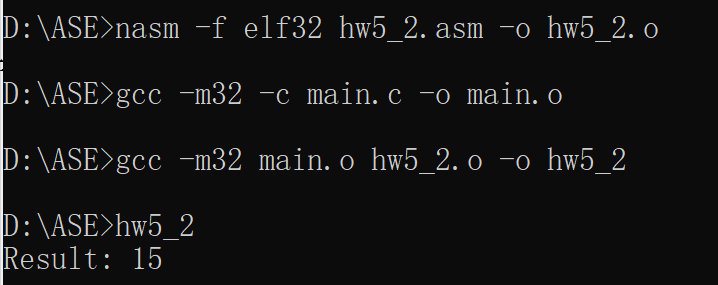 D:\ASE>nasm -f elf32 hw5_2.asm -o hw5_2.o
D:\ASE>gcc -m32 -c main.c -o main.o
D:\ASE>gcc -m32 main.o hw5_2.o -o hw5_2
D:\ASE>hw5_2
Result: 15